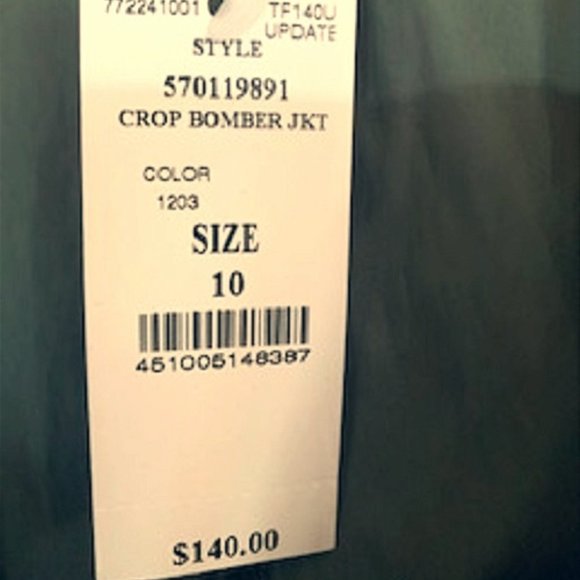 772241001 TF140U
UPDATE
STYLE
570119891
CROP BOMBER JKT
COLOR
1203
SIZE
10
451005148387
$140.00